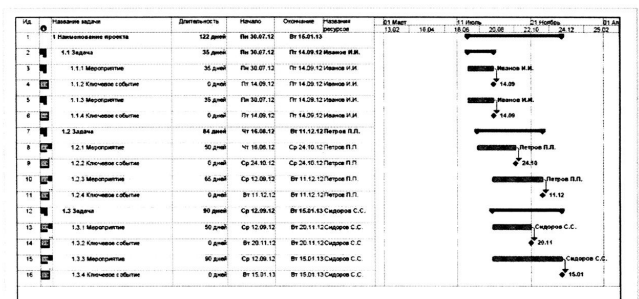 Ид. Название задачи Длительность Начало Окончание Названия ресурсов 01 Март 11 Июль 21 Ноябрь 01 Ап
13.02 16.04 18.06 20.08 22.10 24.12 25.02
1 1 Наименование проекта 122 дней Пн 30.07.12 Вт 15.01.13
2 1.1 Задача 35 дней Пн 30.07.12 Пт 14.09.12 Иванов И.И.
3 1.1.1 Мероприятие 35 дней Пн 30.07.12 Пт 14.09.12 Иванов И.И. Иванов И.И.
4 1.1.2 Ключевое событие 0 дней Пт 14.09.12 Пт 14.09.12 Иванов И.И. 14.09
5 1.1.3 Мероприятие 35 дней Пн 30.07.12 Пт 14.09.12 Иванов И.И. Иванов И.И.
6 1.1.4 Ключевое событие 0 дней Пт 14.09.12 Пт 14.09.12 Иванов И.И. 14.09
7 1.2 Задача 84 дней Чт 16.08.12 Вт 11.12.12 Петров П.П.
8 1.2.1 Мероприятие 50 дней Чт 16.08.12 Ср 24.10.12 Петров П.П. Петров П.П.
9 1.2.2 Ключевое событие 0 дней Ср 24.10.12 Ср 24.10.12 Петров П.П. 24.10
10 1.2.3 Мероприятие 65 дней Ср 12.09.12 Вт 11.12.12 Петров П.П. Петров П.П.
11 1.2.4 Ключевое событие 0 дней Вт 11.12.12 Вт 11.12.12 Петров П.П. 11.12
12 1.3 Задача 90 дней Ср 12.09.12 Вт 15.01.13 Сидоров С.С.
13 1.3.1 Мероприятие 50 дней Ср 12.09.12 Вт 20.11.12 Сидоров С.С. Сидоров С.С.
14 1.3.2 Ключевое событие 0 дней Вт 20.11.12 Вт 20.11.12 Сидоров С.С. 20.11
15 1.3.3 Мероприятие 90 дней Ср 12.09.12 Вт 15.01.13 Сидоров С.С. Сидоров С.С.
16 1.3.4 Ключевое событие 0 дней Вт 15.01.13 Вт 15.01.13 Сидоров С.С. 15.01